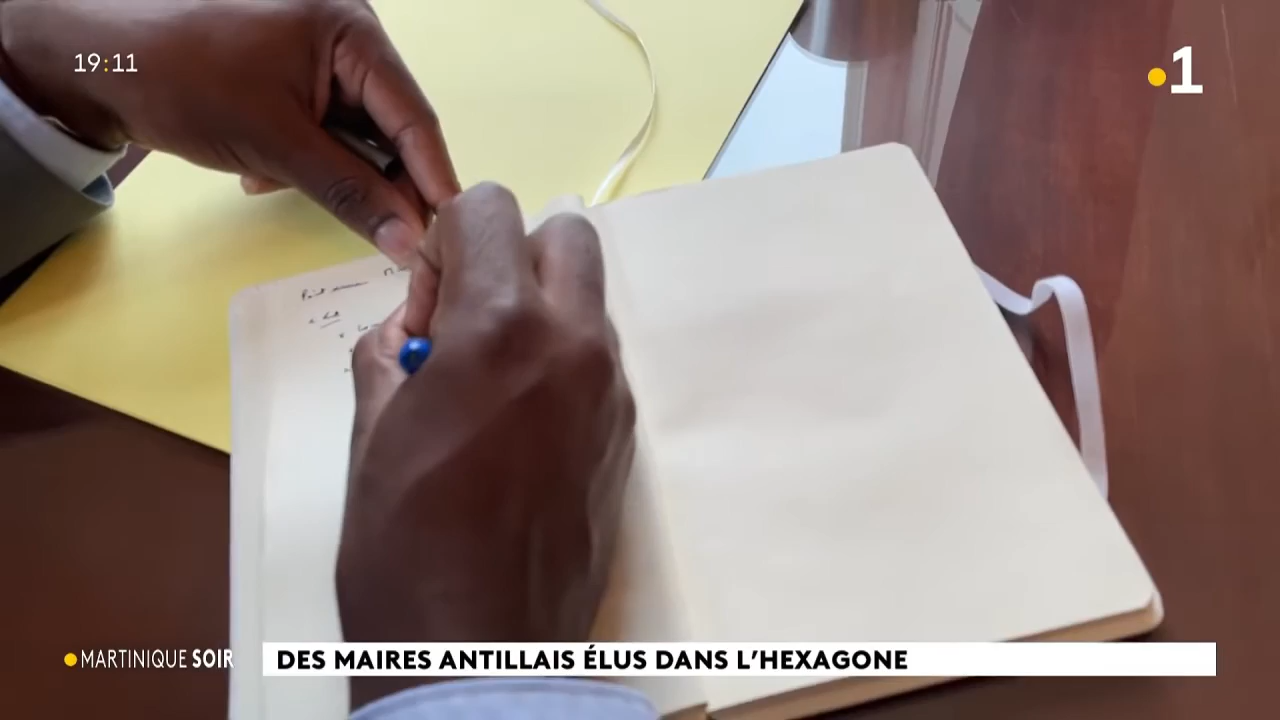 19:11
1
MARTINIQUE SOIR
DES MAIRES ANTILLAIS ÉLUS DANS L'HEXAGONE